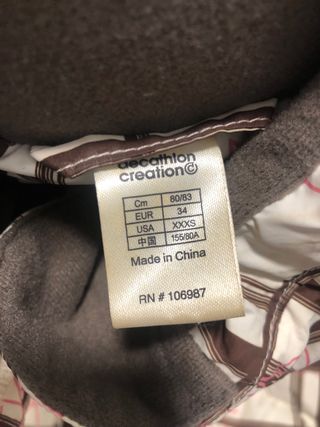 decathlon
creation©
Cm 80/83
EUR 34
USA XXXS
中国 155/80A
Made in China
RN # 106987